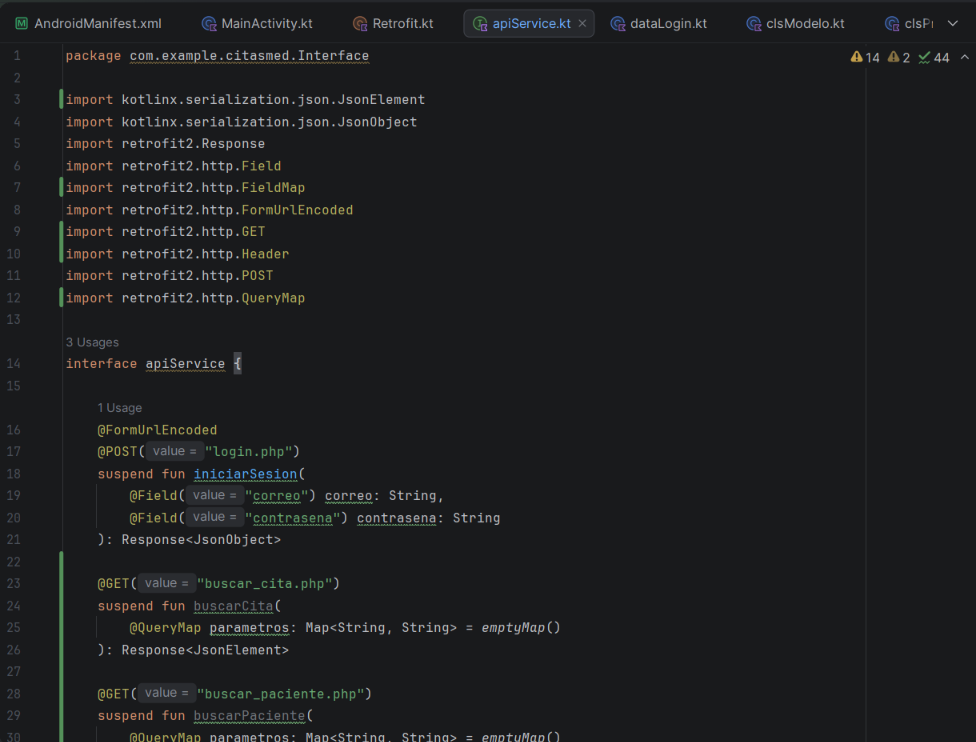 AndroidManifest.xml MainActivity.kt Retrofit.kt apiService.kt dataLogin.kt clsModelo.kt
14 2 44
1 package com.example.citasmed.Interface
2
3 import kotlinx.serialization.json.JsonElement
4 import kotlinx.serialization.json.JsonObject
5 import retrofit2.Response
6 import retrofit2.http.Field
7 import retrofit2.http.FieldMap
8 import retrofit2.http.FormUrlEncoded
9 import retrofit2.http.GET
10 import retrofit2.http.Header
11 import retrofit2.http.POST
12 import retrofit2.http.QueryMap
13
3 Usages
14 interface apiService {
15
1 Usage
16 @FormUrlEncoded
17 @POST( value = "login.php")
18 suspend fun iniciarSesion(
19 @Field( value = "correo") correo: String,
20 @Field( value = "contrasena") contrasena: String
21 ): Response<JsonObject>
22
23 @GET( value = "buscar_cita.php")
24 suspend fun buscarCita(
25 @QueryMap parametros: Map<String, String> = emptyMap()
26 ): Response<JsonElement>
27
28 @GET( value = "buscar_paciente.php")
29 suspend fun buscarPaciente(
30 @QueryMap parametros: Map<String, String> = emptyMap()